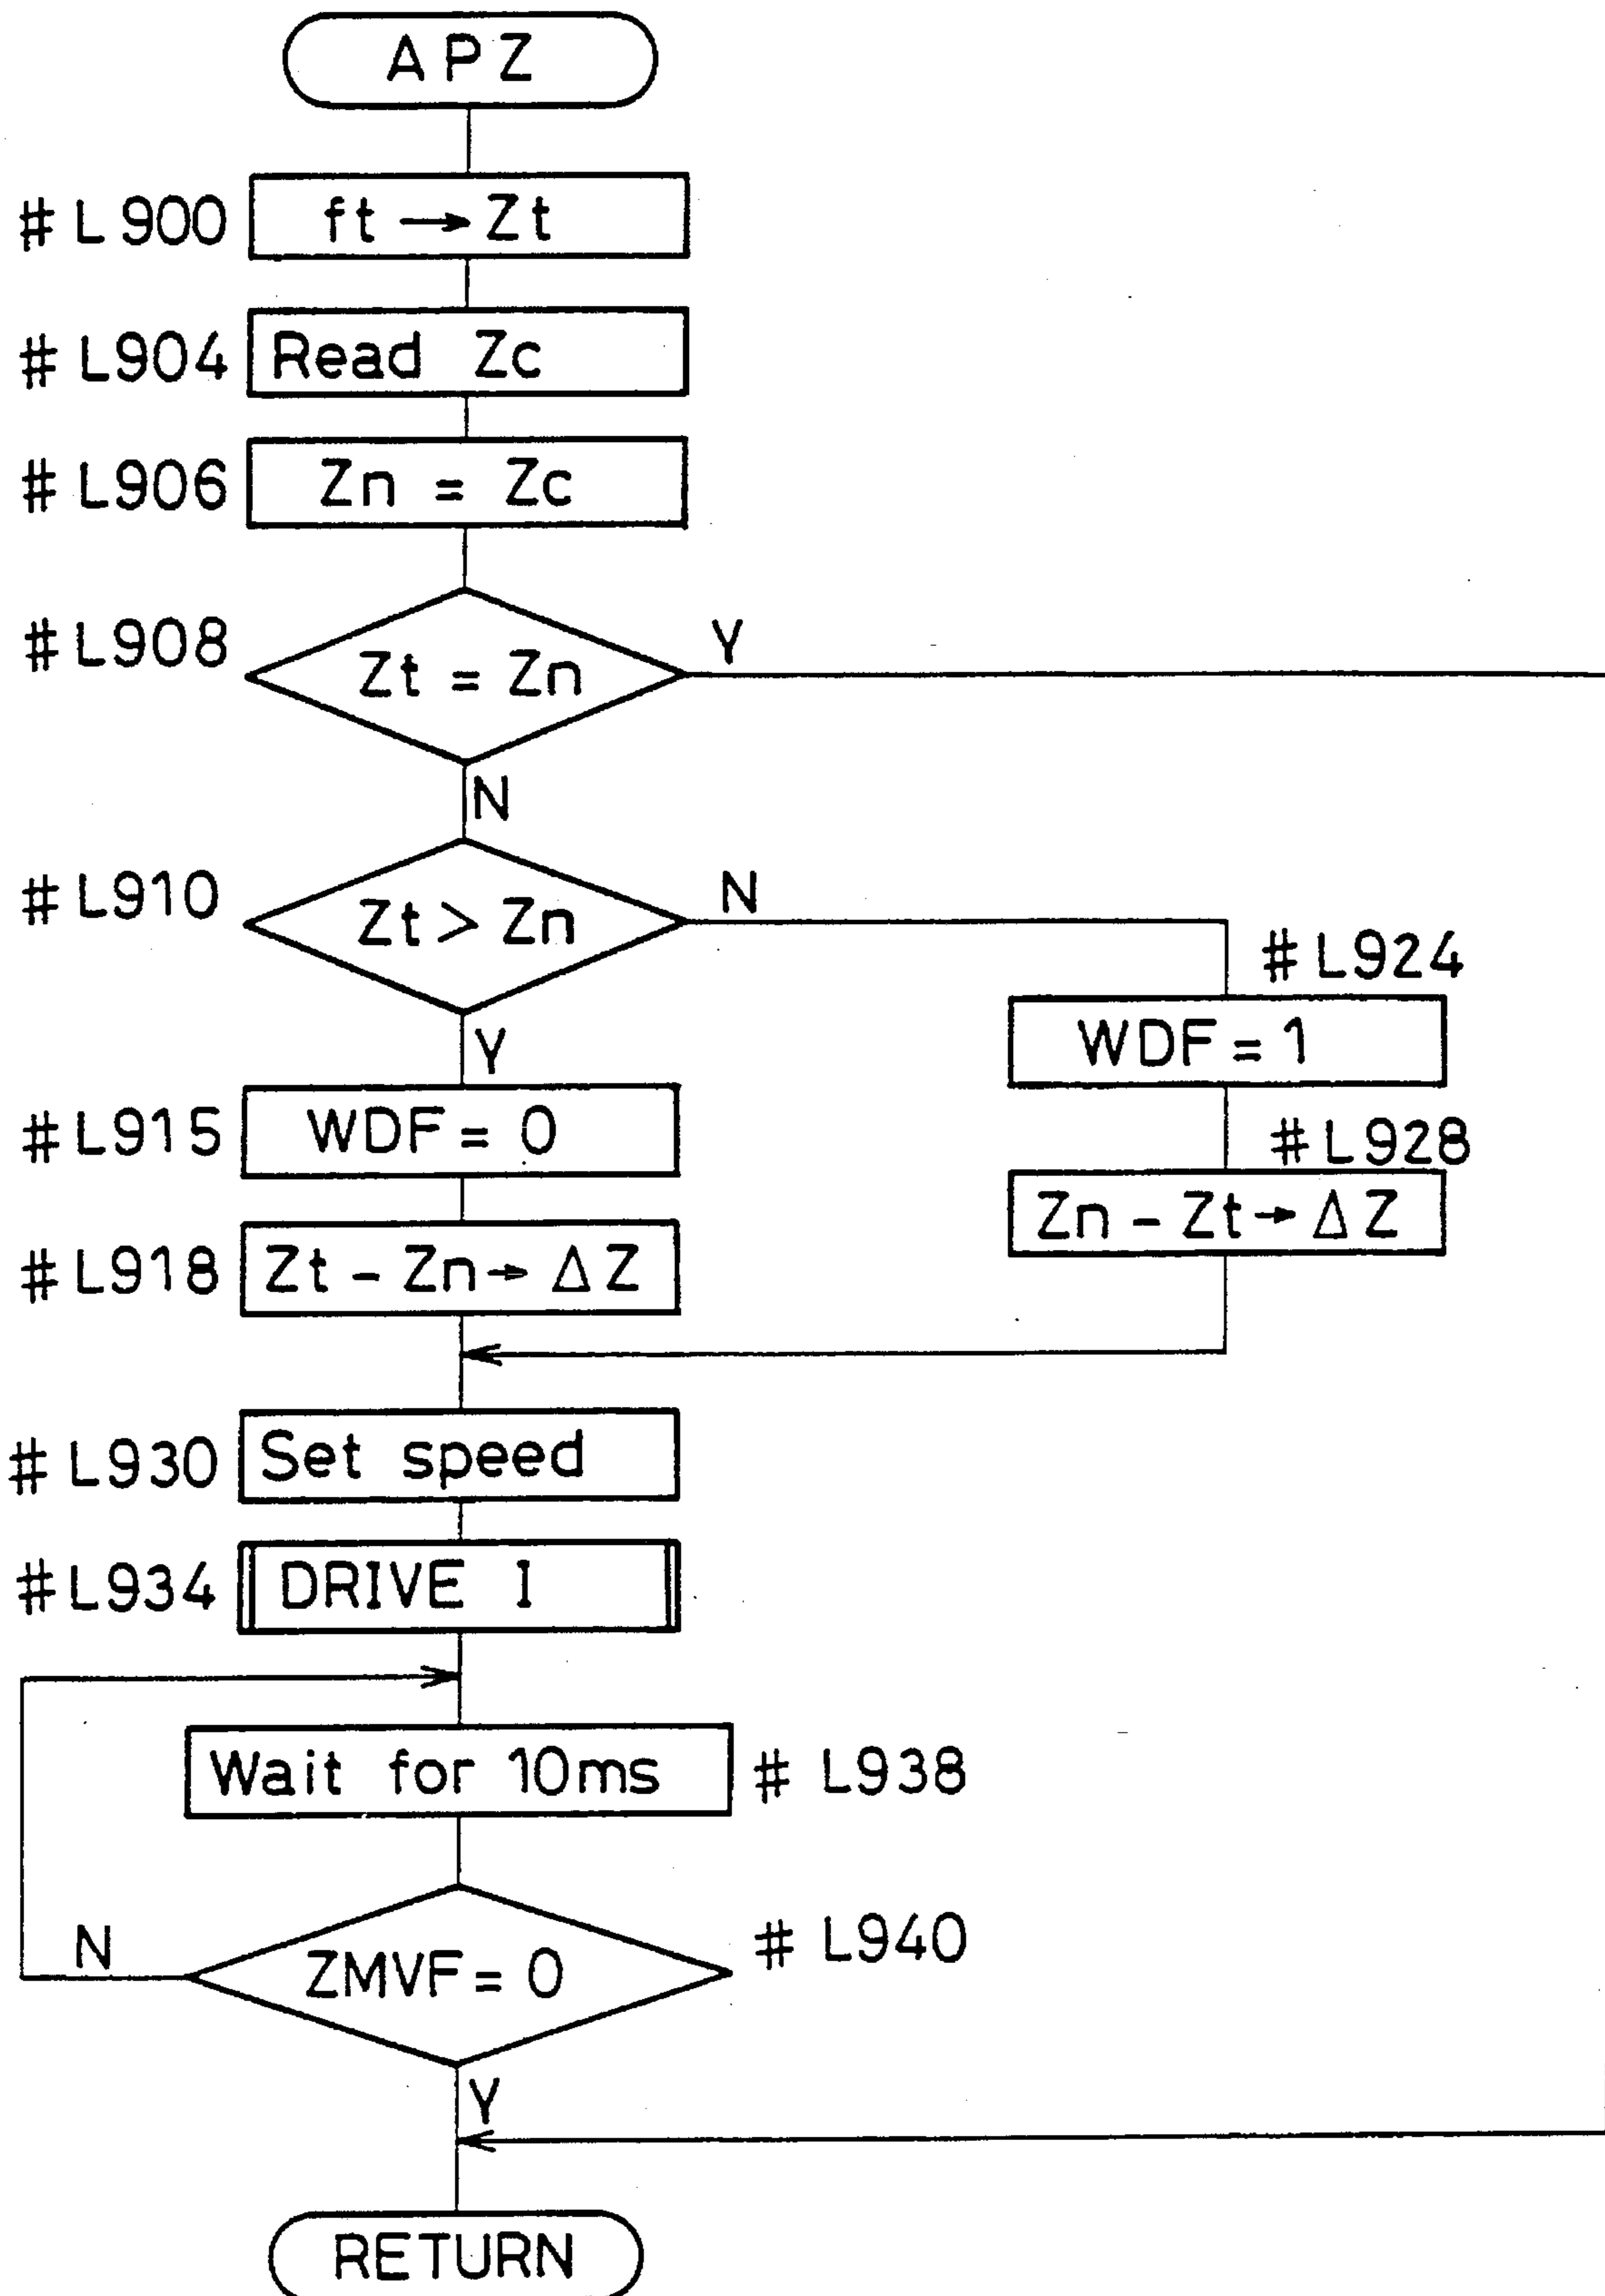 APZ
#L900 ft → Zt
#L904 Read Zc
#L906 Zn = Zc
#L908 Zt = Zn Y
N
#L910 Zt > Zn N
#L924
WDF = 1
Y
#L915 WDF = 0
#L928
Zn - Zt → ΔZ
#L918 Zt - Zn → ΔZ
#L930 Set speed
#L934 DRIVE I
Wait for 10ms #L938
N ZMVF = 0 #L940
Y
RETURN